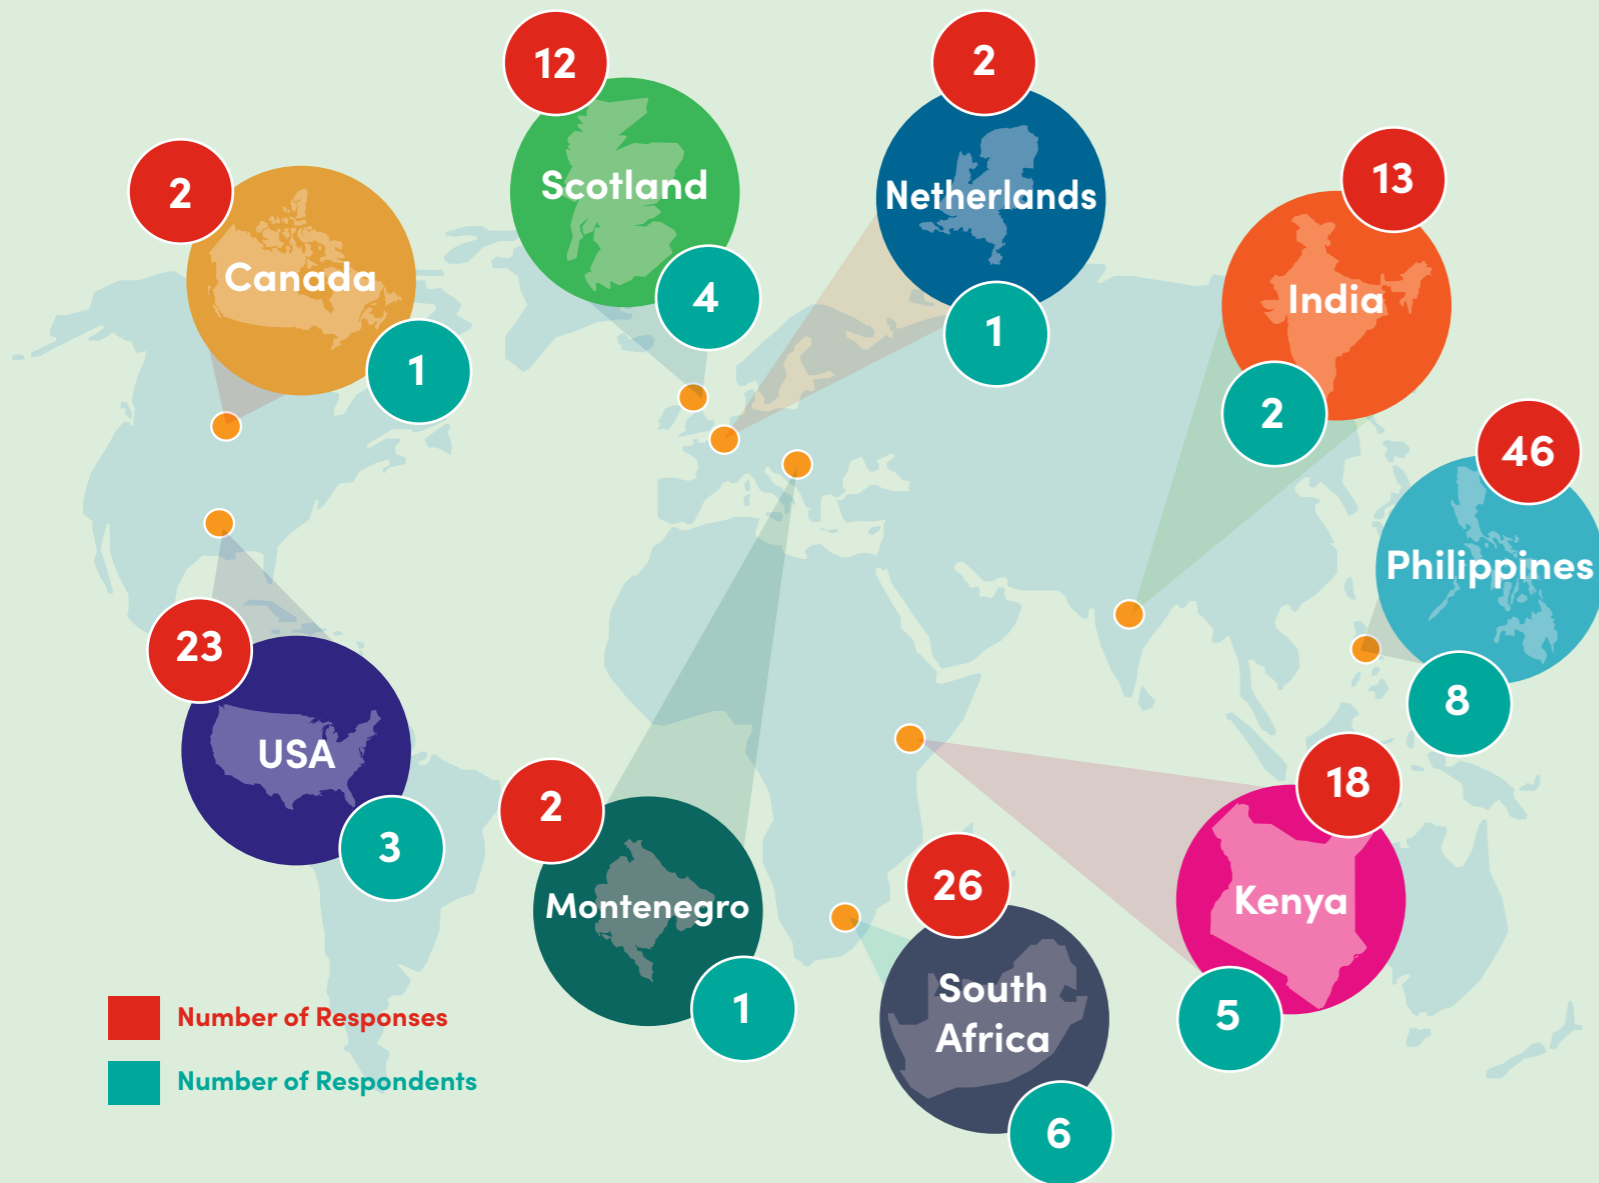 12
Scotland
4
2
Netherlands
1
2
Canada
1
13
India
2
46
Philippines
8
23
USA
3
2
Montenegro
1
26
South
Africa
6
18
Kenya
5
Number of Responses
Number of Respondents